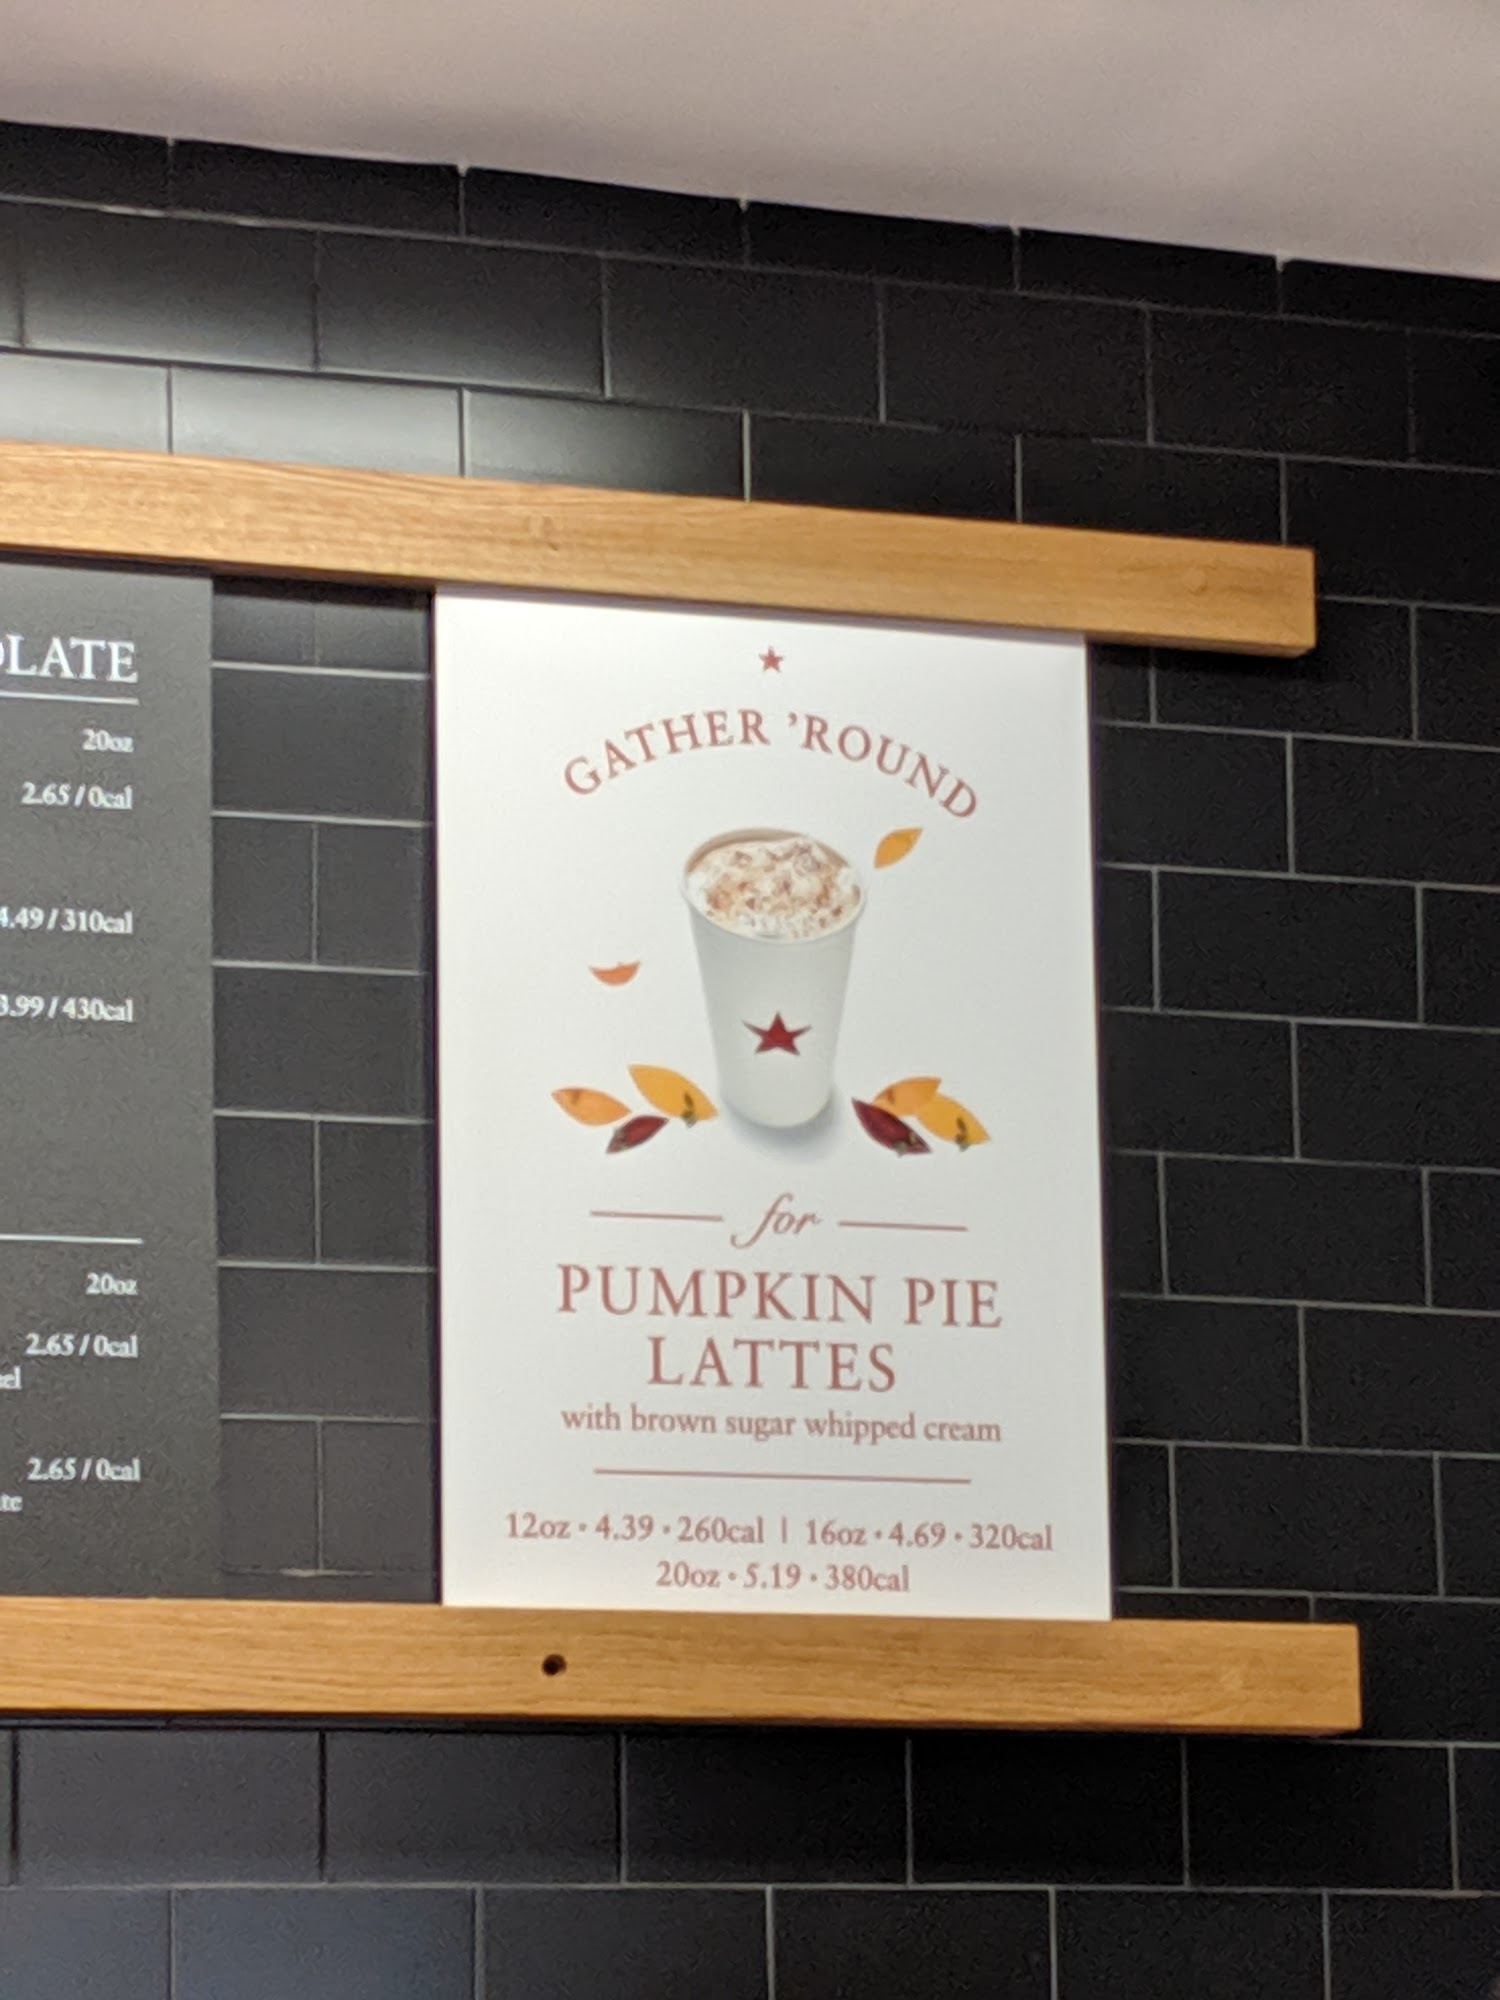 OLATE
20oz
2.65 / 0cal
4.49 / 310cal
3.99 / 430cal
20oz
2.65 / 0cal
2.65 / 0cal
GATHER 'ROUND
for
PUMPKIN PIE
LATTES
with brown sugar whipped cream
12oz • 4.39 • 260cal | 16oz • 4.69 • 320cal
20oz • 5.19 • 380cal